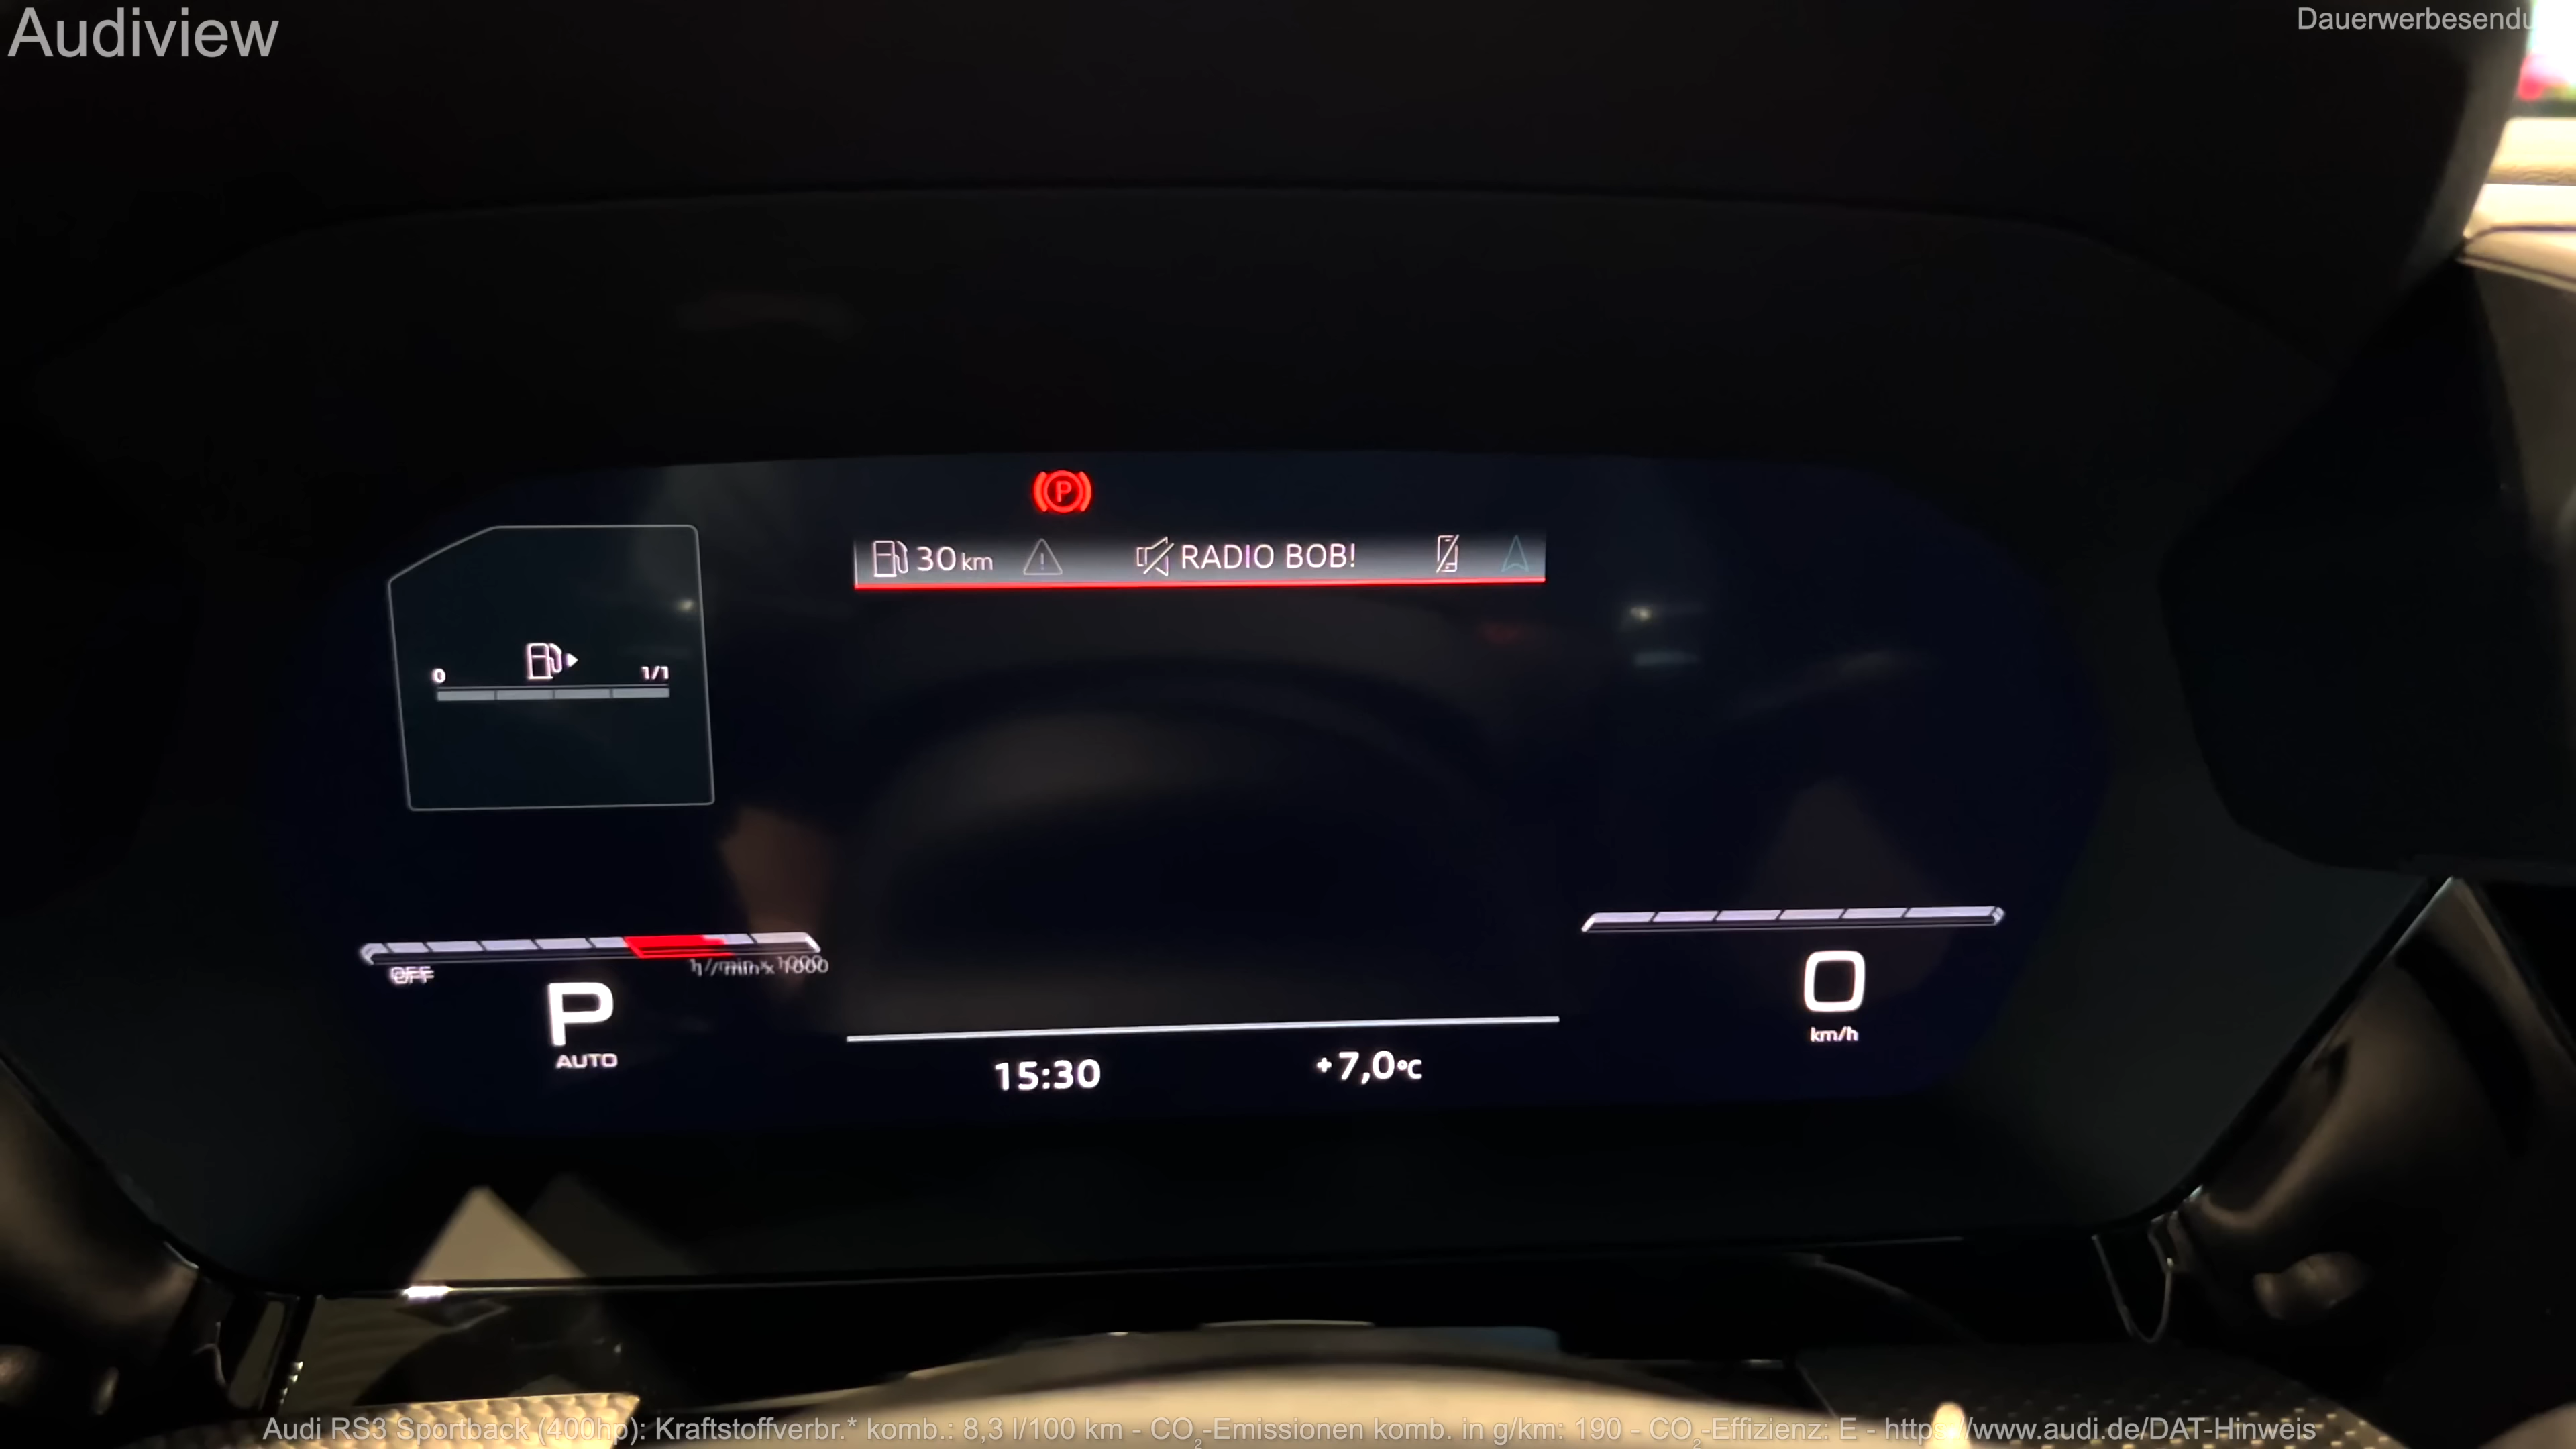 Audiview
Dauerwerbesendu
P
30 km
RADIO BOB!
0 1/1
OFF
1/min x 1000
P
AUTO
0
km/h
15:30
+7,0°C
Audi RS3 Sportback (400hp): Kraftstoffverbr.* komb.: 8,3 l/100 km - CO₂-Emissionen komb. in g/km: 190 - CO₂-Effizienz: E - https://www.audi.de/DAT-Hinweis